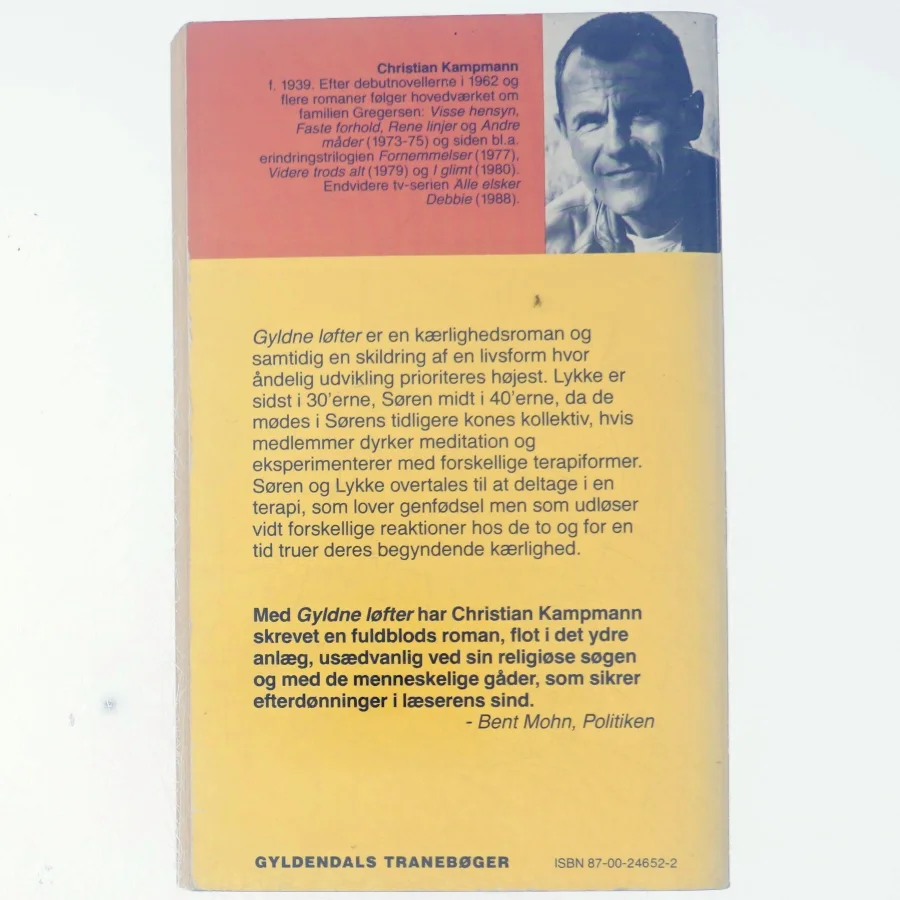 Christian Kampmann
f. 1939. Efter debutnovellerne i 1962 og
flere romaner følger hovedværket om
familien Gregersen: Visse hensyn,
Faste forhold, Rene linjer og Andre
måder (1973-75) og siden bl.a.
erindringstrilogien Fornemmelser (1977),
Videre trods alt (1979) og I glimt (1980).
Endvidere tv-serien Alle elsker
Debbie (1988).
Gyldne løfter er en kærlighedsroman og
samtidig en skildring af en livsform hvor
åndelig udvikling prioriteres højest. Lykke er
sidst i 30'erne, Søren midt i 40'erne, da de
mødes i Sørens tidligere kones kollektiv, hvis
medlemmer dyrker meditation og
eksperimenterer med forskellige terapiformer.
Søren og Lykke overtales til at deltage i en
terapi, som lover genfødsel men som udløser
vidt forskellige reaktioner hos de to og for en
tid truer deres begyndende kærlighed.
Med Gyldne løfter har Christian Kampmann
skrevet en fuldblods roman, flot i det ydre
anlæg, usædvanlig ved sin religiøse søgen
og med de menneskelige gåder, som sikrer
efterdønninger i læserens sind.
- Bent Mohn, Politiken
GYLDENDALS TRANEBØGER ISBN 87-00-24652-2